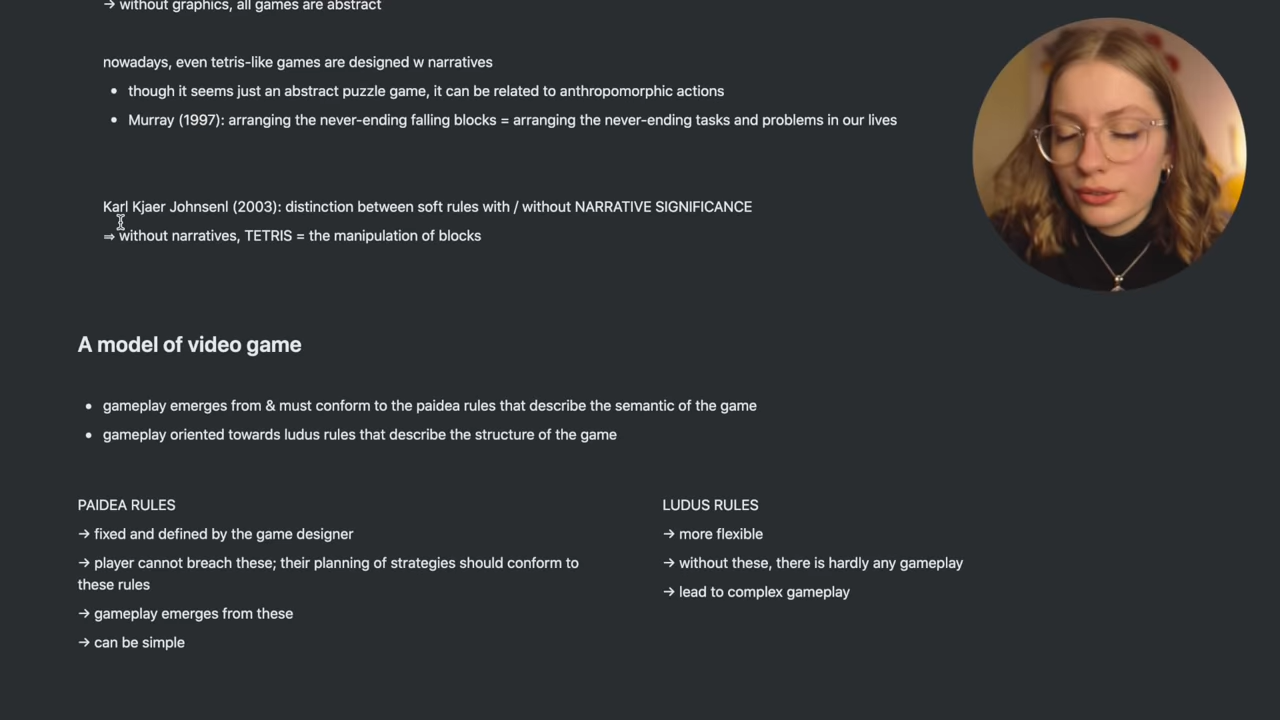 → without graphics, all games are abstract
nowadays, even tetris-like games are designed w narratives
• though it seems just an abstract puzzle game, it can be related to anthropomorphic actions
• Murray (1997): arranging the never-ending falling blocks = arranging the never-ending tasks and problems in our lives
Karl Kjaer Johnsenl (2003): distinction between soft rules with / without NARRATIVE SIGNIFICANCE
⇒ without narratives, TETRIS = the manipulation of blocks
A model of video game
• gameplay emerges from & must conform to the paidea rules that describe the semantic of the game
• gameplay oriented towards ludus rules that describe the structure of the game
PAIDEA RULES
→ fixed and defined by the game designer
→ player cannot breach these; their planning of strategies should conform to
these rules
→ gameplay emerges from these
→ can be simple
LUDUS RULES
→ more flexible
→ without these, there is hardly any gameplay
→ lead to complex gameplay